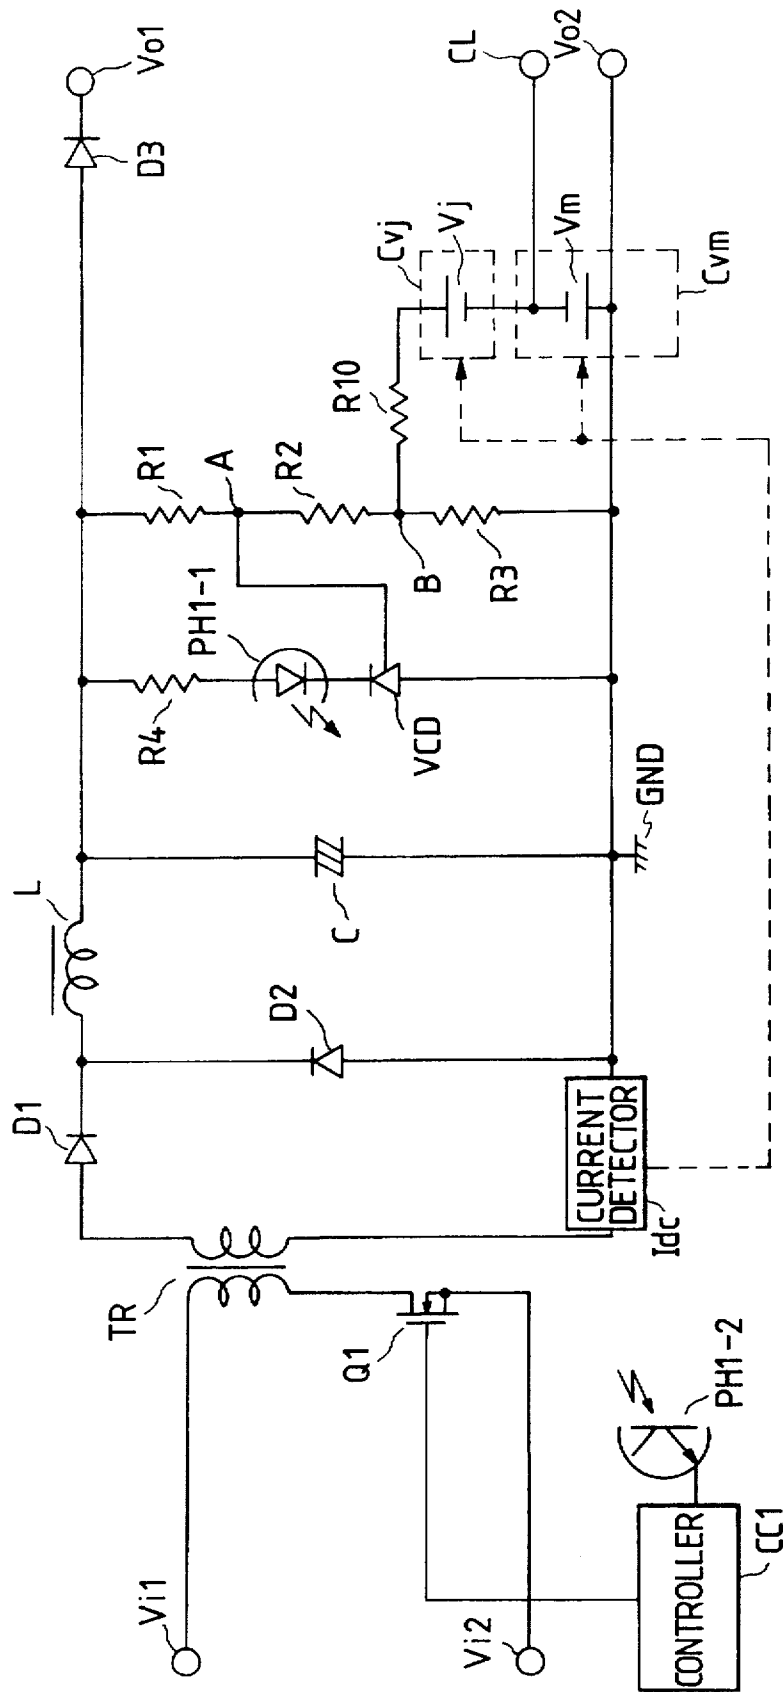 Vi1
Vi2
TR
Q1
CONTROLLER
CC1
PH1-2
D1
D2
CURRENT
DETECTOR
Idc
L
C
GND
R4
PH1-1
VCD
R1
A
R2
B
R3
R10
Cvj
Vj
Vm
Cvm
D3
Vo1
CL
Vo2